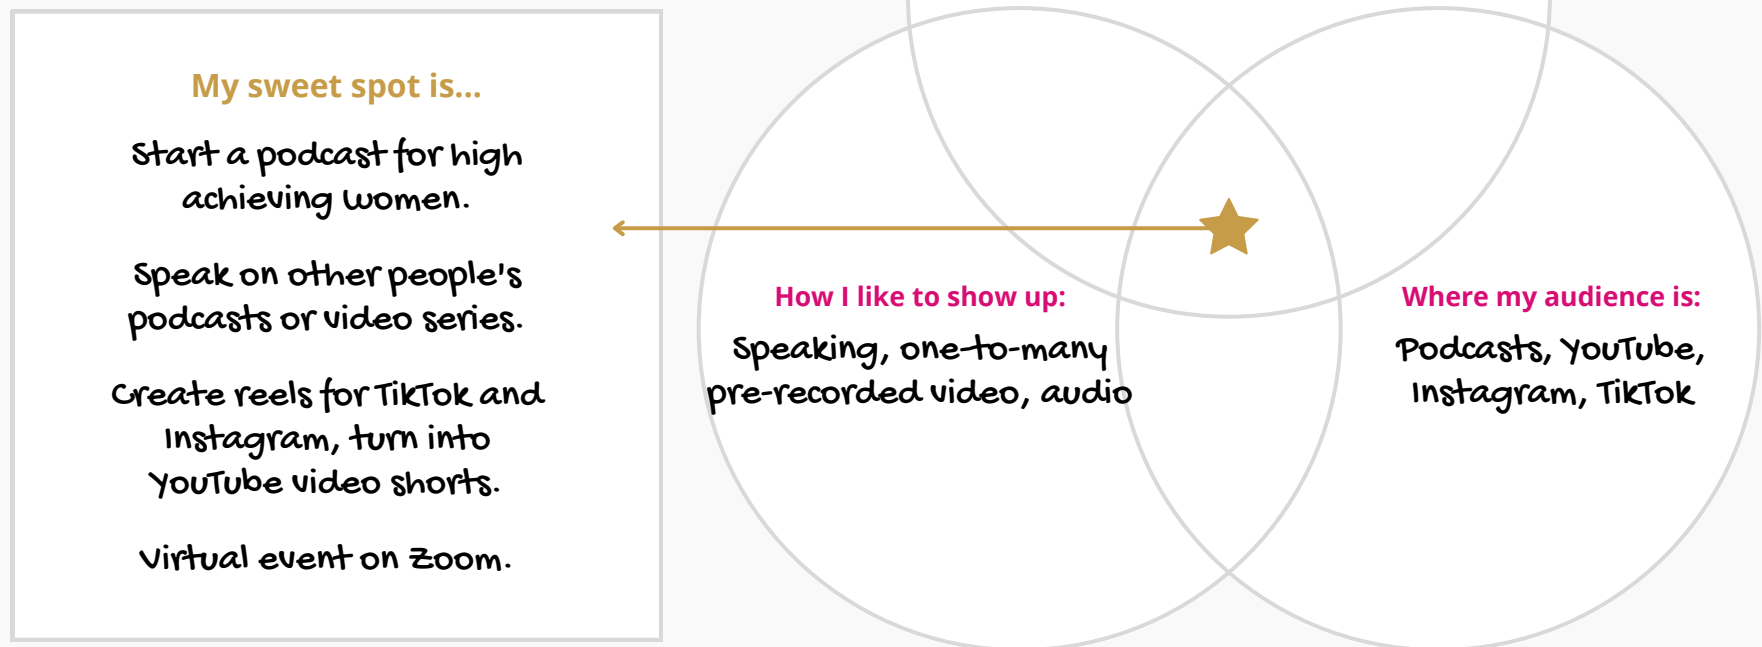 My sweet spot is...
Start a podcast for high
achieving women.
Speak on other people's
podcasts or video series.
Create reels for TikTok and
Instagram, turn into
YouTube video shorts.
Virtual event on Zoom.
How I like to show up:
Speaking, one-to-many
pre-recorded video, audio
Where my audience is:
Podcasts, YouTube,
Instagram, TikTok